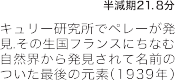 半減期21.8分
キュリー研究所でペレーが発
見。その生国フランスにちなむ
自然界から発見されて名前の
ついた最後の元素(1939年)